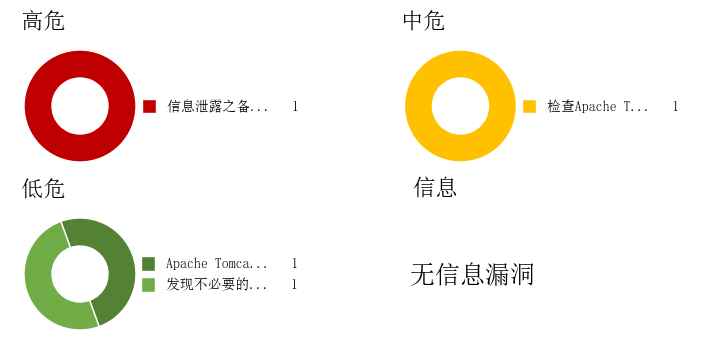 高危
信息泄露之备... 1
中危
检查Apache T... 1
低危
Apache Tomca... 1
发现不必要的... 1
信息
无信息漏洞